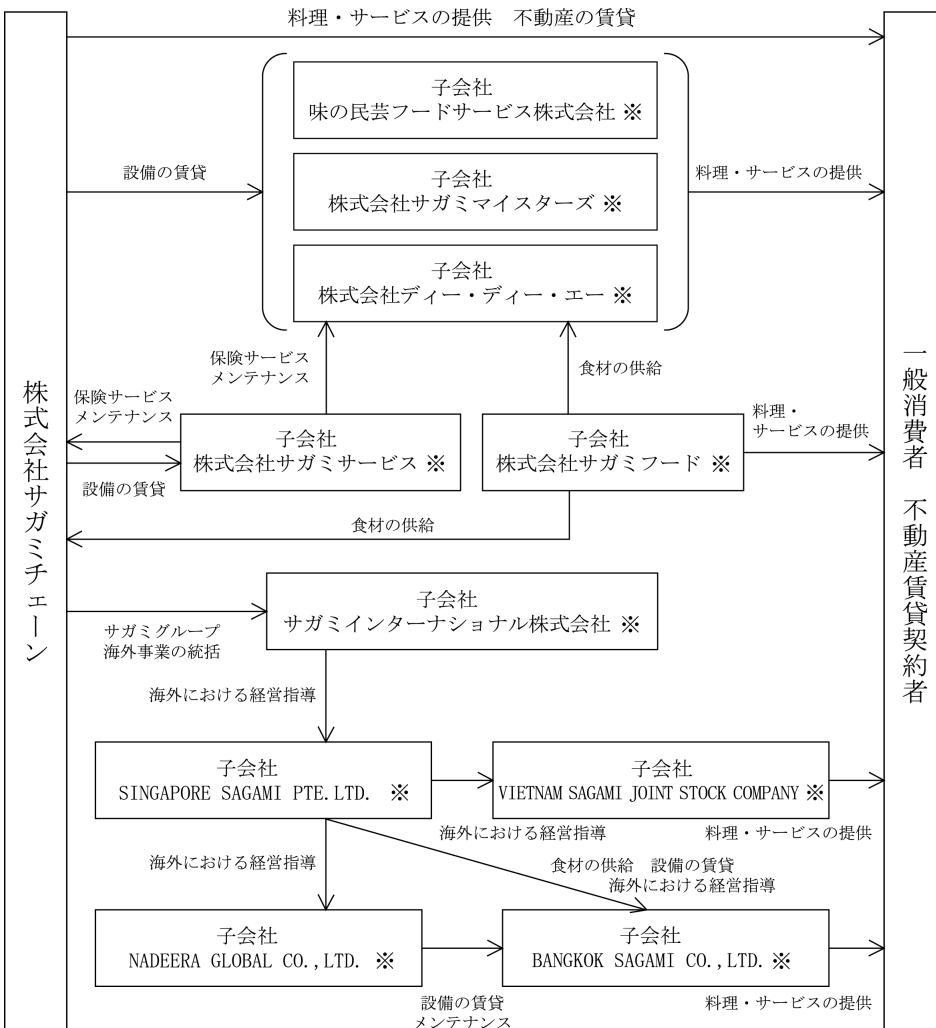 料理・サービスの提供　不動産の賃貸
株式会社サガミチェーン
一般消費者　不動産賃貸契約者
子会社
味の民芸フードサービス株式会社 ※
設備の賃貸
料理・サービスの提供
子会社
株式会社サガミマイスターズ ※
子会社
株式会社ディー・ディー・エー ※
保険サービス
メンテナンス
食材の供給
保険サービス
メンテナンス
料理・
サービスの提供
子会社
株式会社サガミサービス ※
子会社
株式会社サガミフード ※
設備の賃貸
食材の供給
子会社
サガミインターナショナル株式会社 ※
サガミグループ
海外事業の統括
海外における経営指導
子会社
SINGAPORE SAGAMI PTE.LTD. ※
子会社
VIETNAM SAGAMI JOINT STOCK COMPANY ※
海外における経営指導
料理・サービスの提供
海外における経営指導
食材の供給　設備の賃貸
海外における経営指導
子会社
NADEERA GLOBAL CO.,LTD. ※
子会社
BANGKOK SAGAMI CO.,LTD. ※
設備の賃貸
メンテナンス
料理・サービスの提供